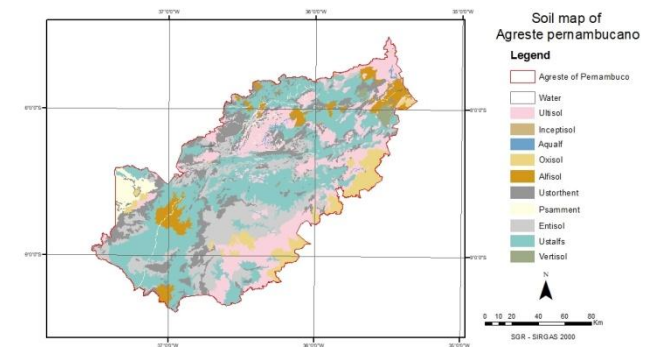 Soil map of
Agreste pernambucano
Legend
Agreste of Pernambuco
Water
Ultisol
Inceptisol
Aqualf
Oxisol
Alfisol
Ustorthent
Psamment
Entisol
Ustalfs
Vertisol
N
0 10 20 40 60 80
Km
SGR - SIRGAS 2000